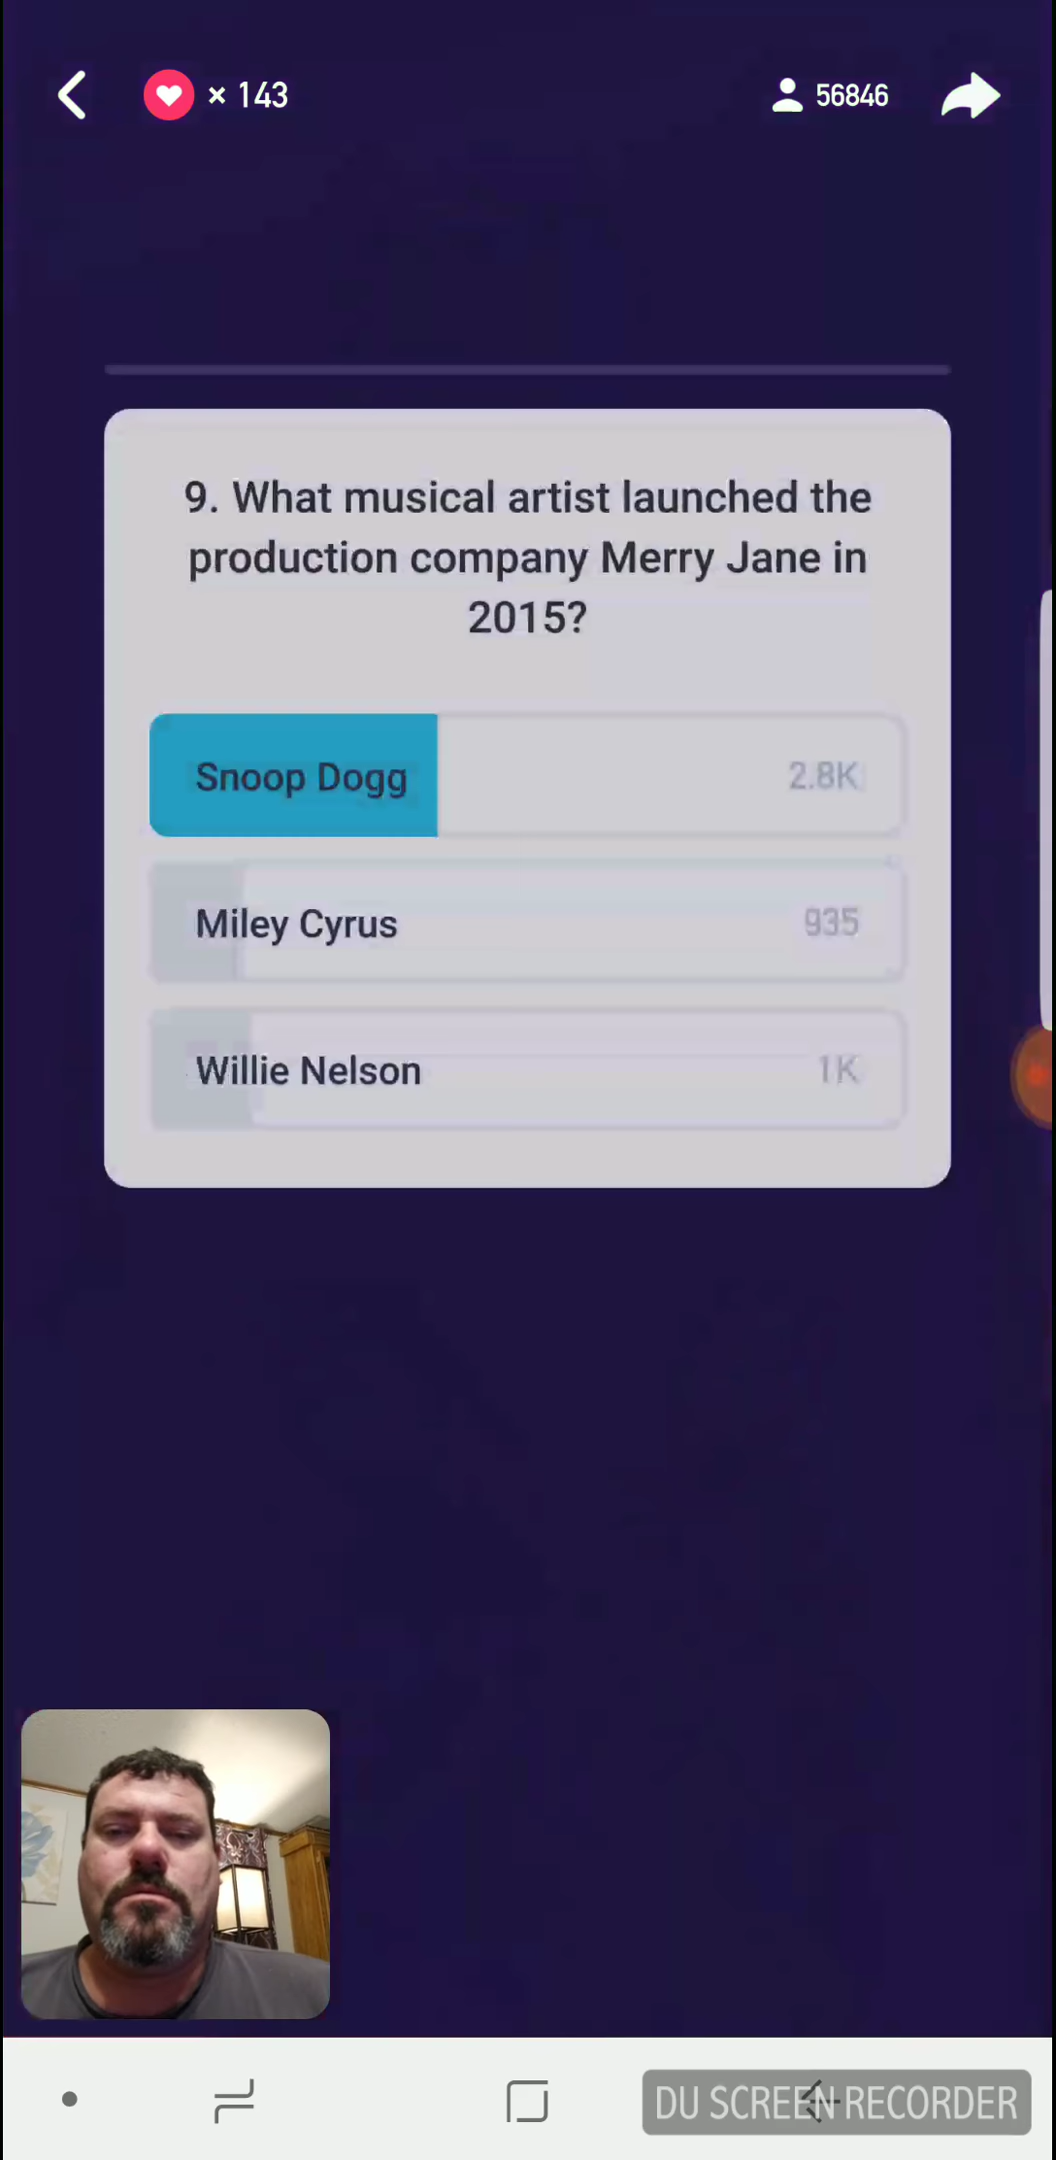 × 143
56846
9. What musical artist launched the
production company Merry Jane in
2015?
Snoop Dogg
2.8K
Miley Cyrus
935
Willie Nelson
1K
DU SCREEN RECORDER